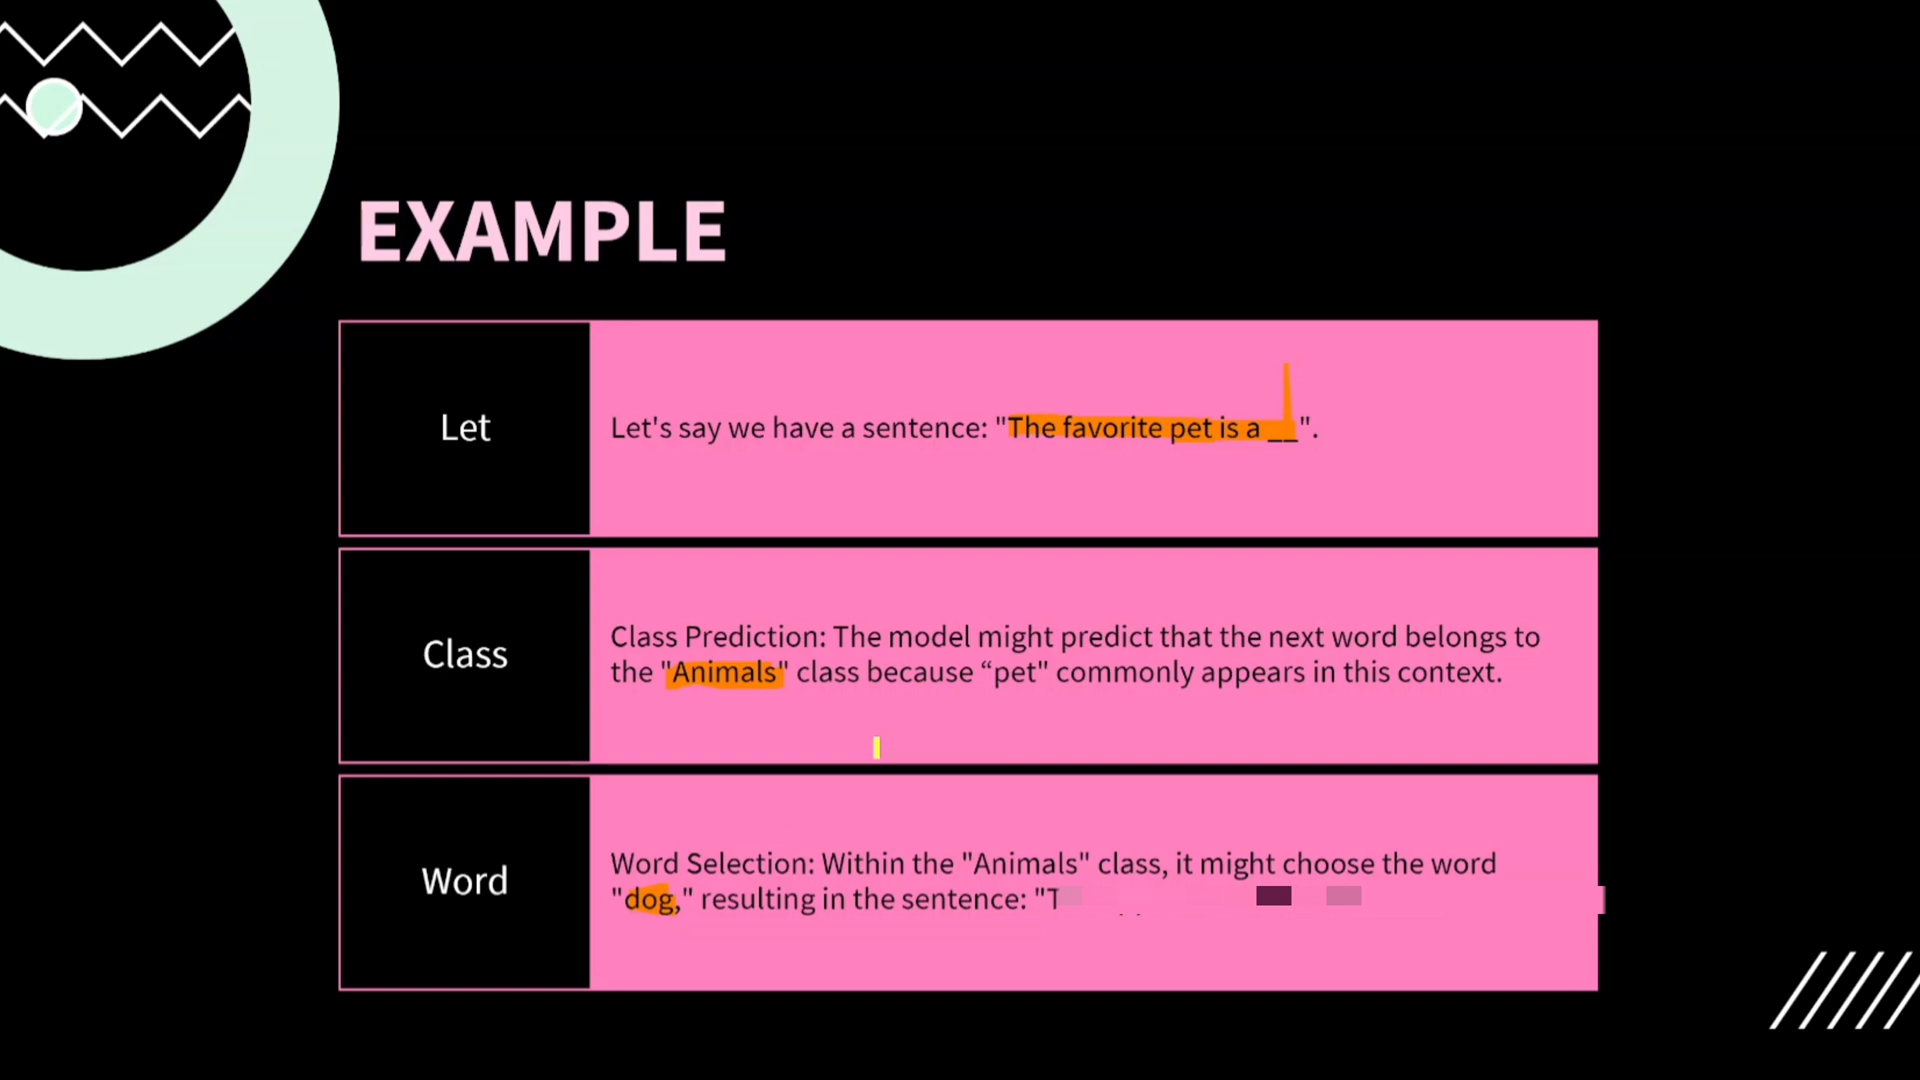 EXAMPLE
Let
Let's say we have a sentence: "The favorite pet is a __".
Class
Class Prediction: The model might predict that the next word belongs to
the "Animals" class because “pet" commonly appears in this context.
Word
Word Selection: Within the "Animals" class, it might choose the word
"dog," resulting in the sentence: "T